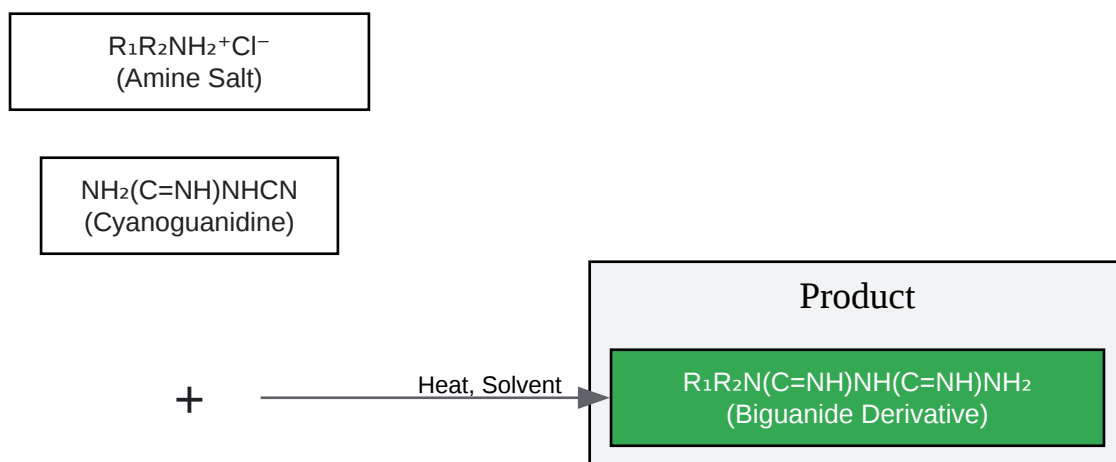 R₁R₂NH₂⁺Cl⁻
(Amine Salt)
NH₂(C=NH)NHCN
(Cyanoguanidine)
+
Heat, Solvent
Product
R₁R₂N(C=NH)NH(C=NH)NH₂
(Biguanide Derivative)